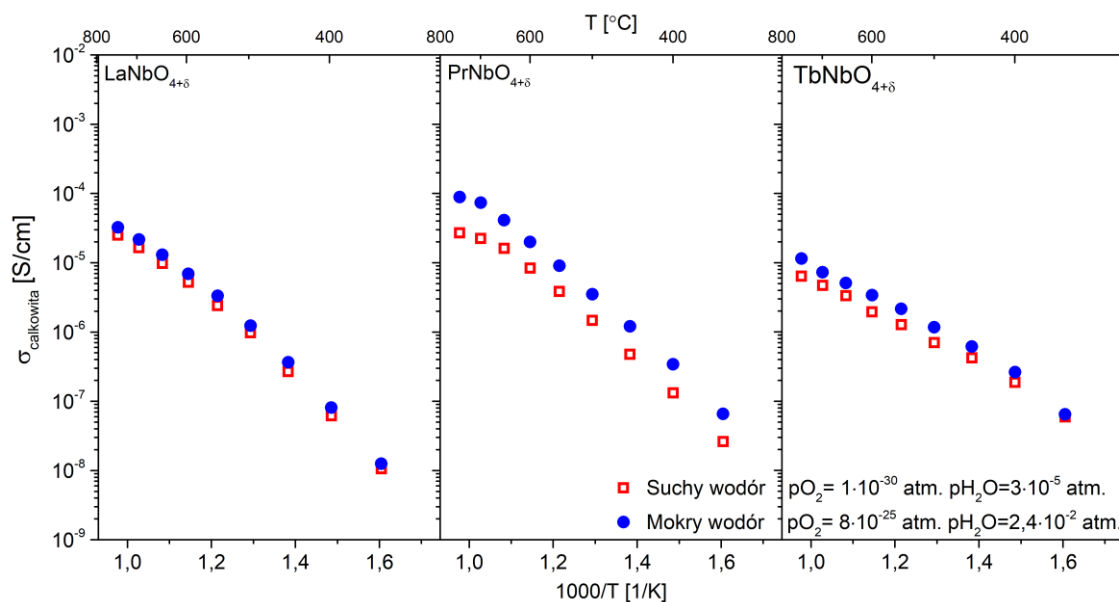 T [°C]
800 600 400 800 600 400 800 600 400
LaNbO₄₊δ PrNbO₄₊δ TbNbO₄₊δ
10⁻²
10⁻³
10⁻⁴
10⁻⁵
10⁻⁶
10⁻⁷
10⁻⁸
10⁻⁹
σcalkowita [S/cm]
Suchy wodór pO₂= 1·10⁻³⁰ atm. pH₂O=3·10⁻⁵ atm.
Mokry wodór pO₂= 8·10⁻²⁵ atm. pH₂O=2,4·10⁻² atm.
1,0 1,2 1,4 1,6 1,0 1,2 1,4 1,6 1,0 1,2 1,4 1,6
1000/T [1/K]